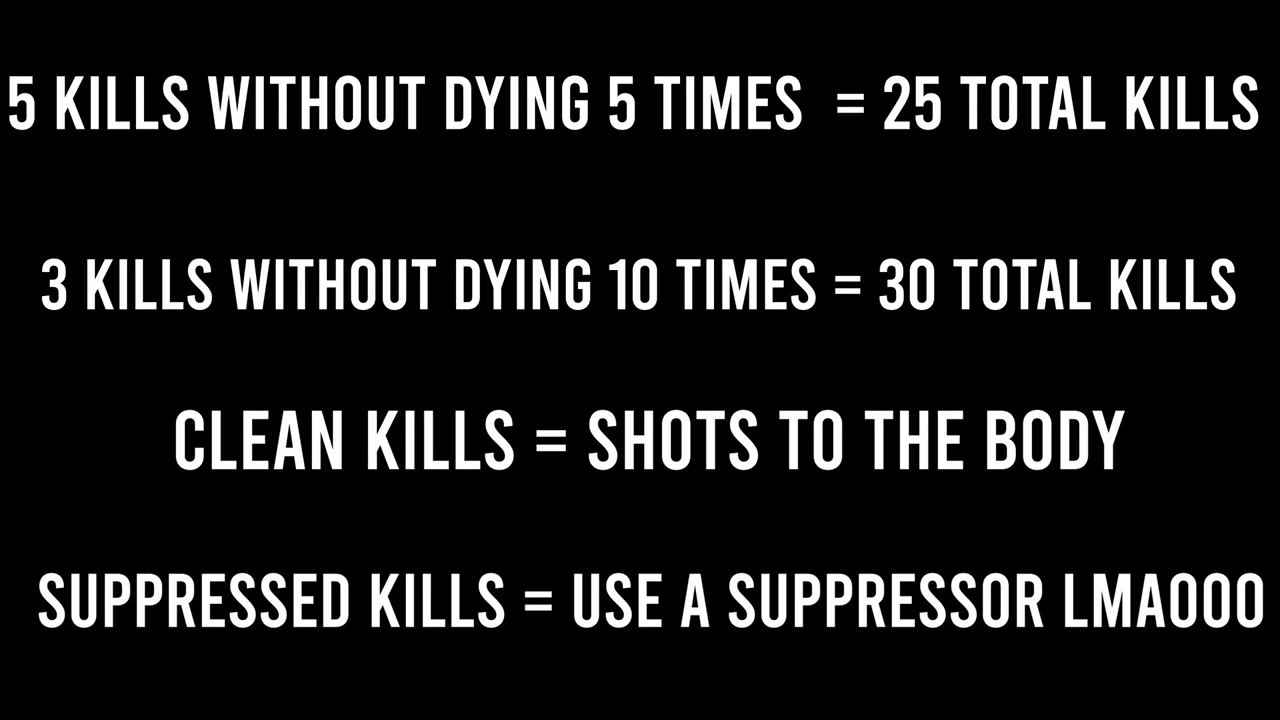 5 KILLS WITHOUT DYING 5 TIMES = 25 TOTAL KILLS
3 KILLS WITHOUT DYING 10 TIMES = 30 TOTAL KILLS
CLEAN KILLS = SHOTS TO THE BODY
SUPPRESSED KILLS = USE A SUPPRESSOR LMAOOO